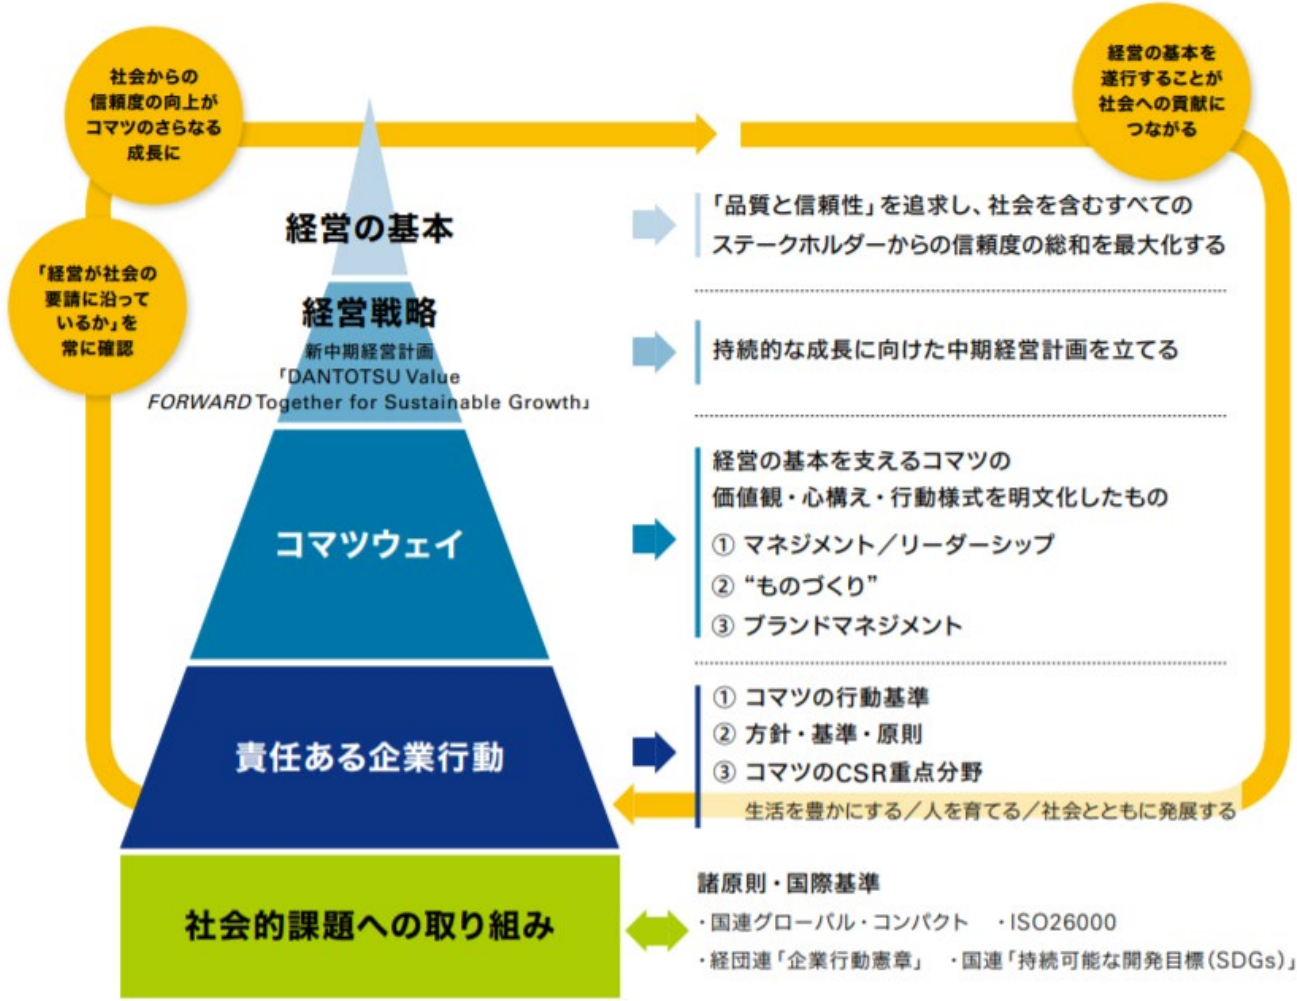 社会からの
信頼度の向上が
コマツのさらなる
成長に
経営の基本を
遂行することが
社会への貢献に
つながる
「経営が社会の
要請に沿って
いるか」を
常に確認
経営の基本
「品質と信頼性」を追求し、社会を含むすべての
ステークホルダーからの信頼度の総和を最大化する
経営戦略
新中期経営計画
「DANTOTSU Value
FORWARD Together for Sustainable Growth」
持続的な成長に向けた中期経営計画を立てる
コマツウェイ
経営の基本を支えるコマツの
価値観・心構え・行動様式を明文化したもの
① マネジメント／リーダーシップ
② “ものづくり”
③ ブランドマネジメント
責任ある企業行動
① コマツの行動基準
② 方針・基準・原則
③ コマツのCSR重点分野
生活を豊かにする／人を育てる／社会とともに発展する
社会的課題への取り組み
諸原則・国際基準
・国連グローバル・コンパクト ・ISO26000
・経団連「企業行動憲章」 ・国連「持続可能な開発目標(SDGs)」